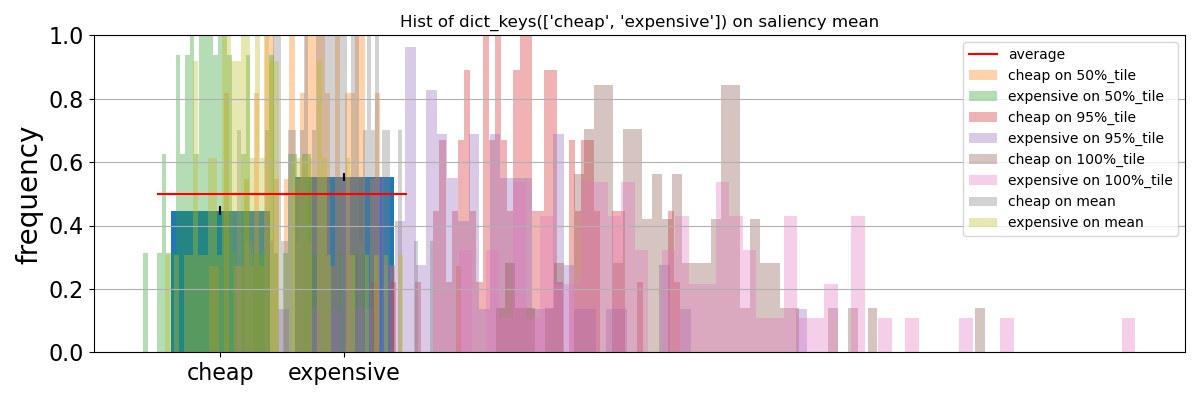 Hist of dict_keys(['cheap', 'expensive']) on saliency mean
frequency
1.0
0.8
0.6
0.4
0.2
0.0
cheap
expensive
average
cheap on 50%_tile
expensive on 50%_tile
cheap on 95%_tile
expensive on 95%_tile
cheap on 100%_tile
expensive on 100%_tile
cheap on mean
expensive on mean